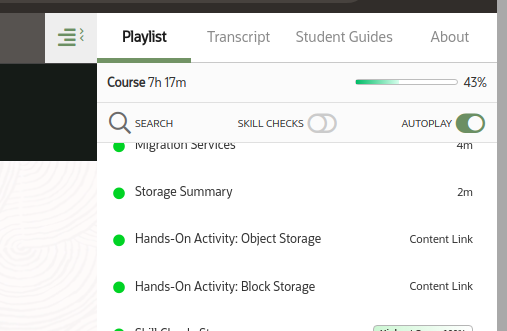 Playlist Transcript Student Guides About
Course 7h 17m 43%
SEARCH SKILL CHECKS AUTOPLAY
Migration Services 4m
Storage Summary 2m
Hands-On Activity: Object Storage Content Link
Hands-On Activity: Block Storage Content Link